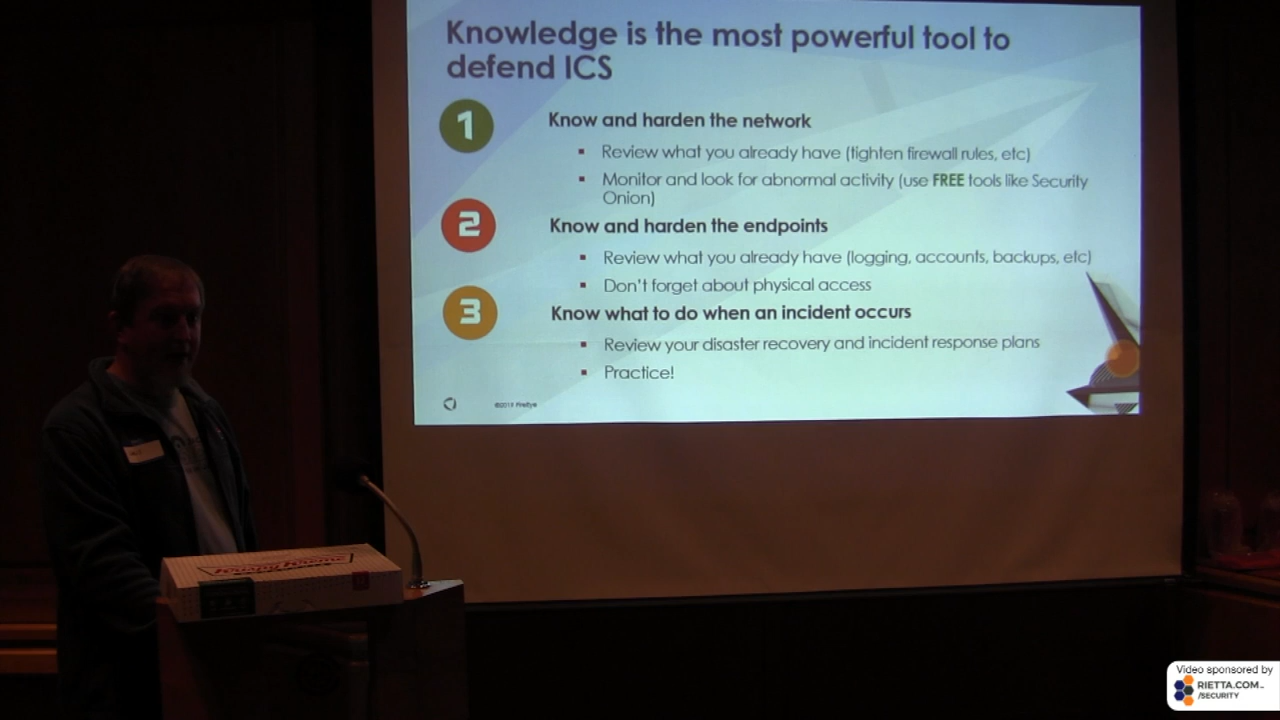 Knowledge is the most powerful tool to
defend ICS
1
Know and harden the network
▪ Review what you already have (tighten firewall rules, etc)
▪ Monitor and look for abnormal activity (use FREE tools like Security
Onion)
2
Know and harden the endpoints
▪ Review what you already have (logging, accounts, backups, etc)
▪ Don't forget about physical access
3
Know what to do when an incident occurs
▪ Review your disaster recovery and incident response plans
▪ Practice!
FireEye
Krispy Kreme
Video sponsored by
RIETTA.COM
/SECURITY